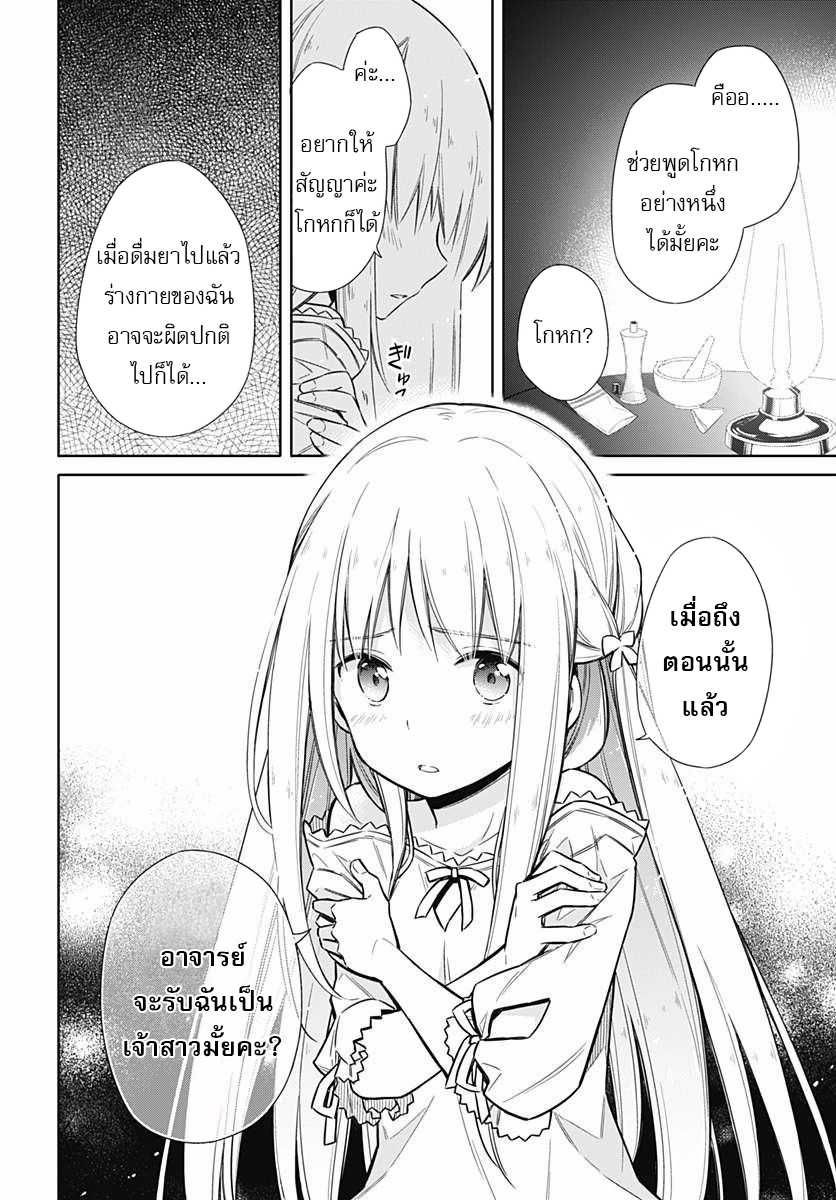 คืออ.....
ช่วยพูดโกหก
อย่างหนึ่ง
ได้มั้ยคะ
โกหก?
ค่ะ...
อยากให้
สัญญาค่ะ
โกหกก็ได้
ぎゅっ
เมื่อดื่มยาไปแล้ว
ร่างกายของฉัน
อาจจะผิดปกติ
ไปก็ได้...
เมื่อถึง
ตอนนั้น
แล้ว
อาจารย์
จะรับฉันเป็น
เจ้าสาวมั้ยคะ?